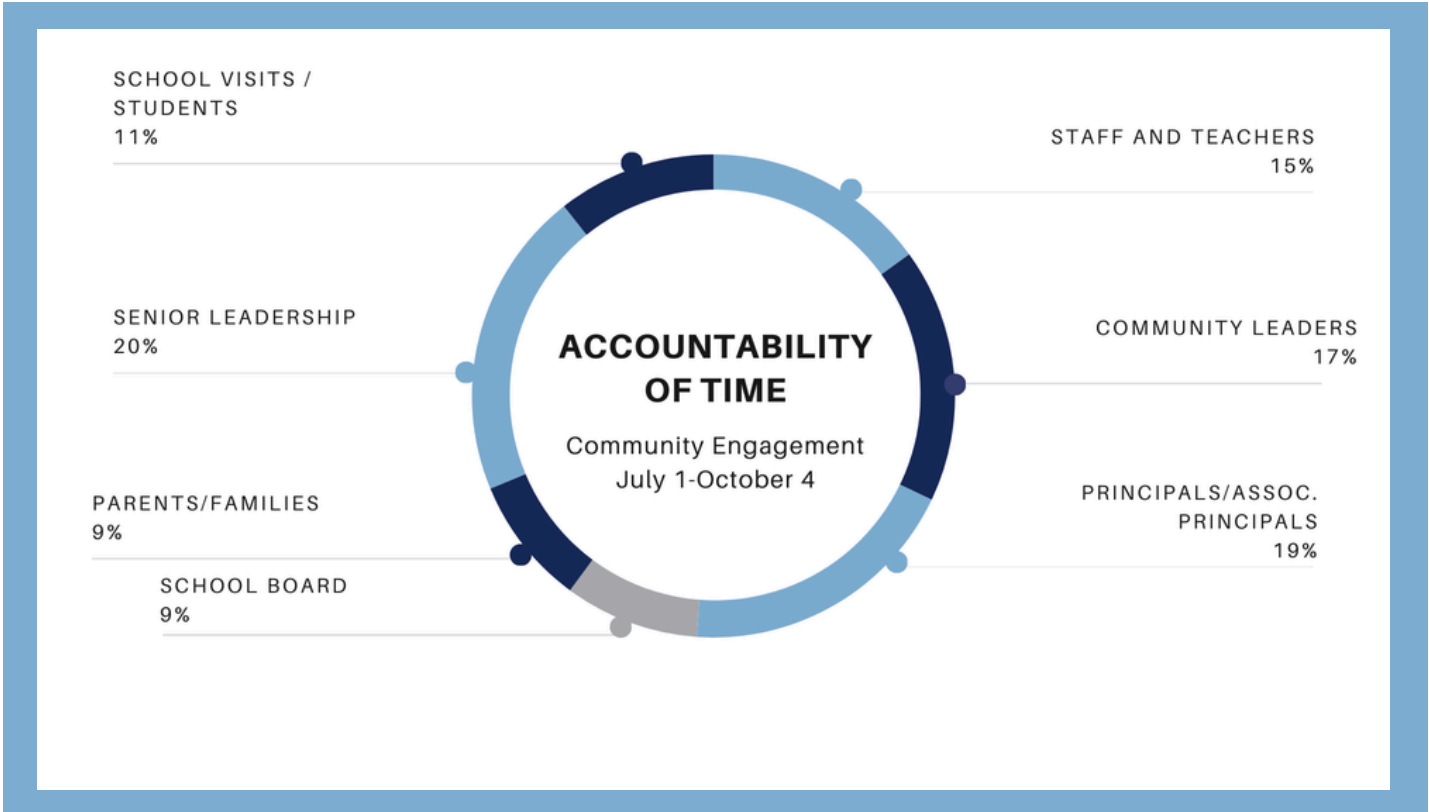 SCHOOL VISITS /
STUDENTS
11%
STAFF AND TEACHERS
15%
SENIOR LEADERSHIP
20%
COMMUNITY LEADERS
17%
ACCOUNTABILITY
OF TIME
Community Engagement
July 1-October 4
PARENTS/FAMILIES
9%
PRINCIPALS/ASSOC.
PRINCIPALS
19%
SCHOOL BOARD
9%